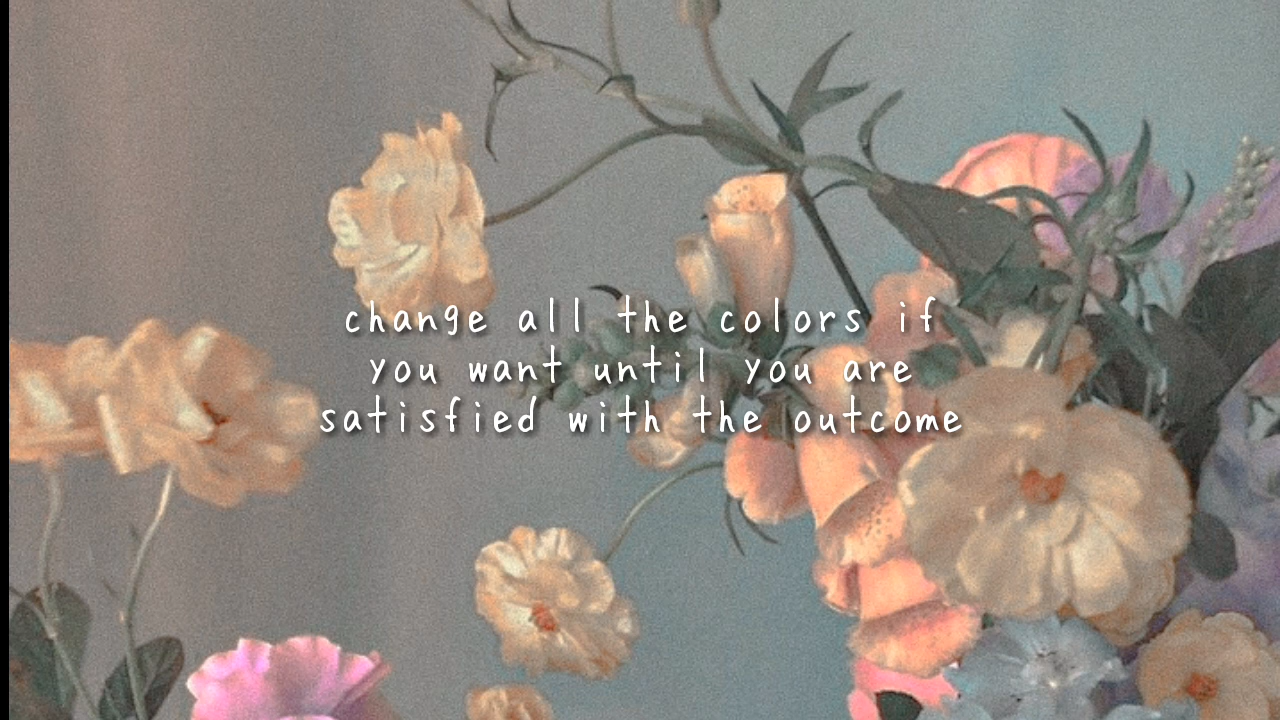 change all the colors if
you want until you are
satisfied with the outcome